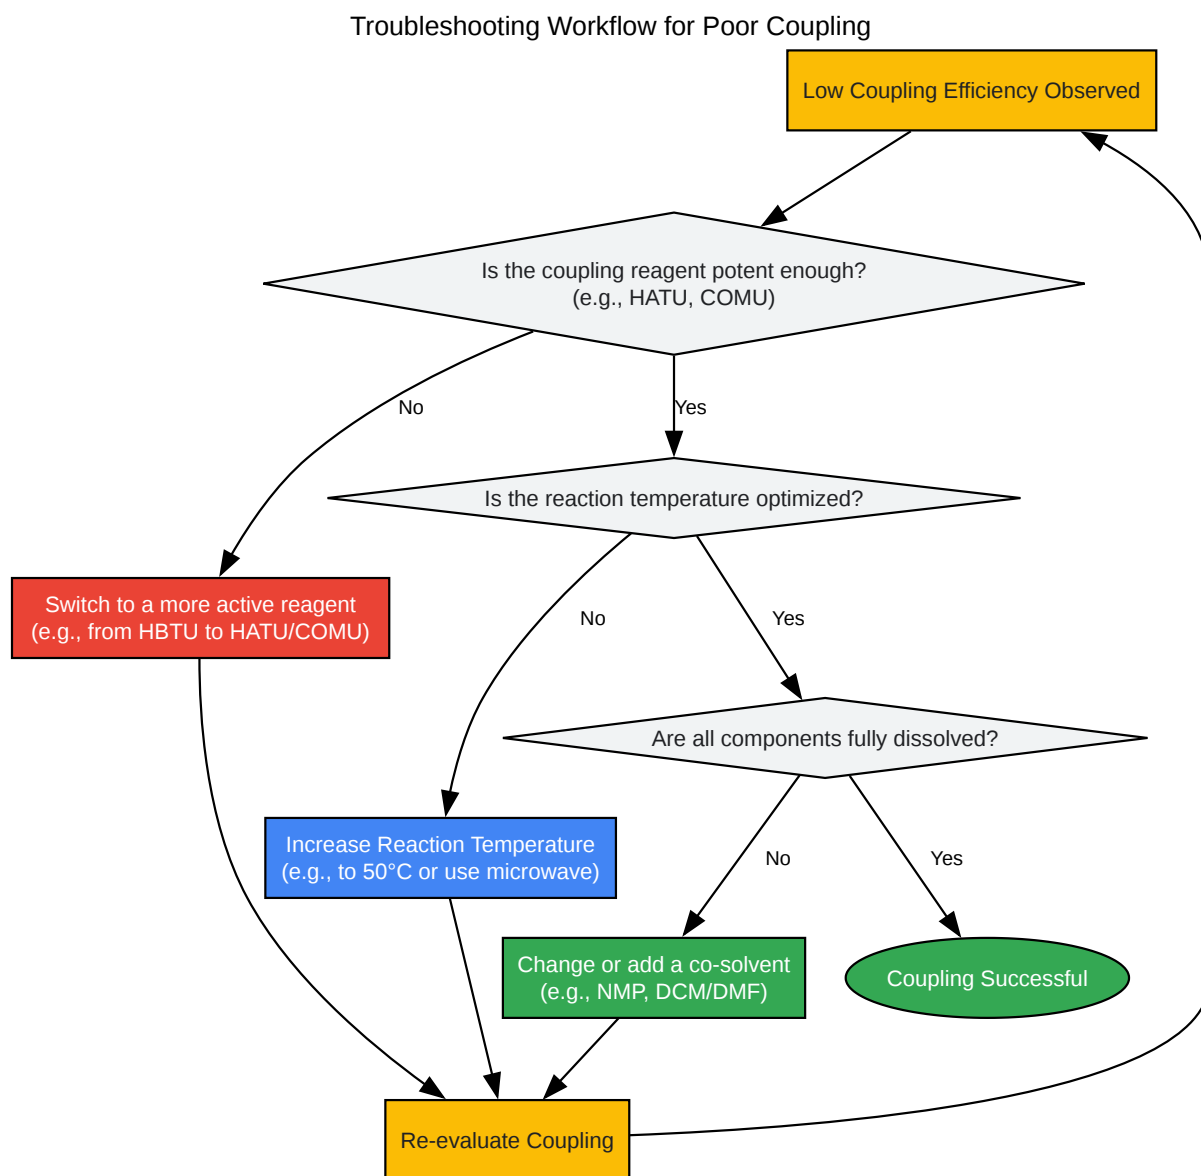 Troubleshooting Workflow for Poor Coupling
Low Coupling Efficiency Observed
Is the coupling reagent potent enough?
(e.g., HATU, COMU)
No
Yes
Is the reaction temperature optimized?
Switch to a more active reagent
(e.g., from HBTU to HATU/COMU)
No
Yes
Are all components fully dissolved?
Increase Reaction Temperature
(e.g., to 50°C or use microwave)
No
Yes
Change or add a co-solvent
(e.g., NMP, DCM/DMF)
Coupling Successful
Re-evaluate Coupling